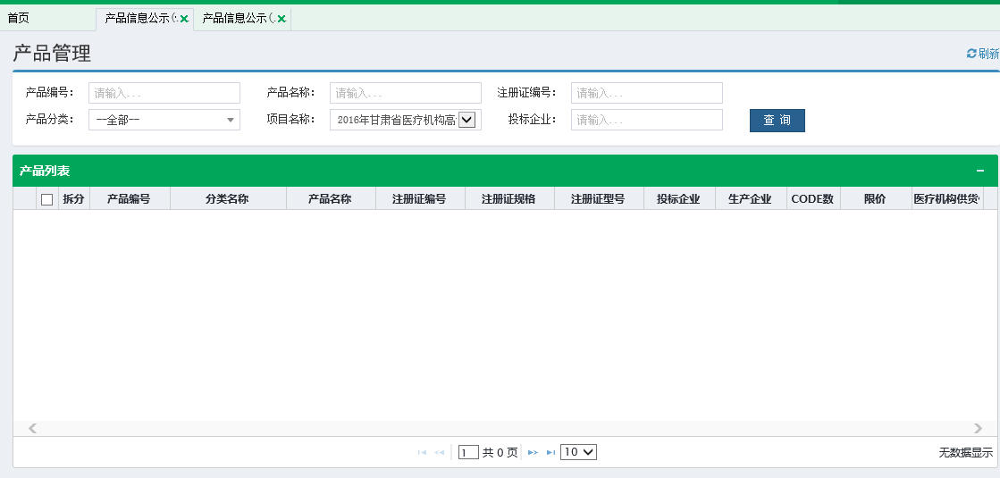 首页 产品信息公示(. 产品信息公示(.
产品管理 刷新
产品编号： 请输入... 产品名称： 请输入... 注册证编号： 请输入...
产品分类： --全部-- 项目名称： 2016年甘肃省医疗机构高 投标企业： 请输入... 查 询
产品列表
拆分 产品编号 分类名称 产品名称 注册证编号 注册证规格 注册证型号 投标企业 生产企业 CODE数 限价 医疗机构供货
1 共 0 页 10 无数据显示